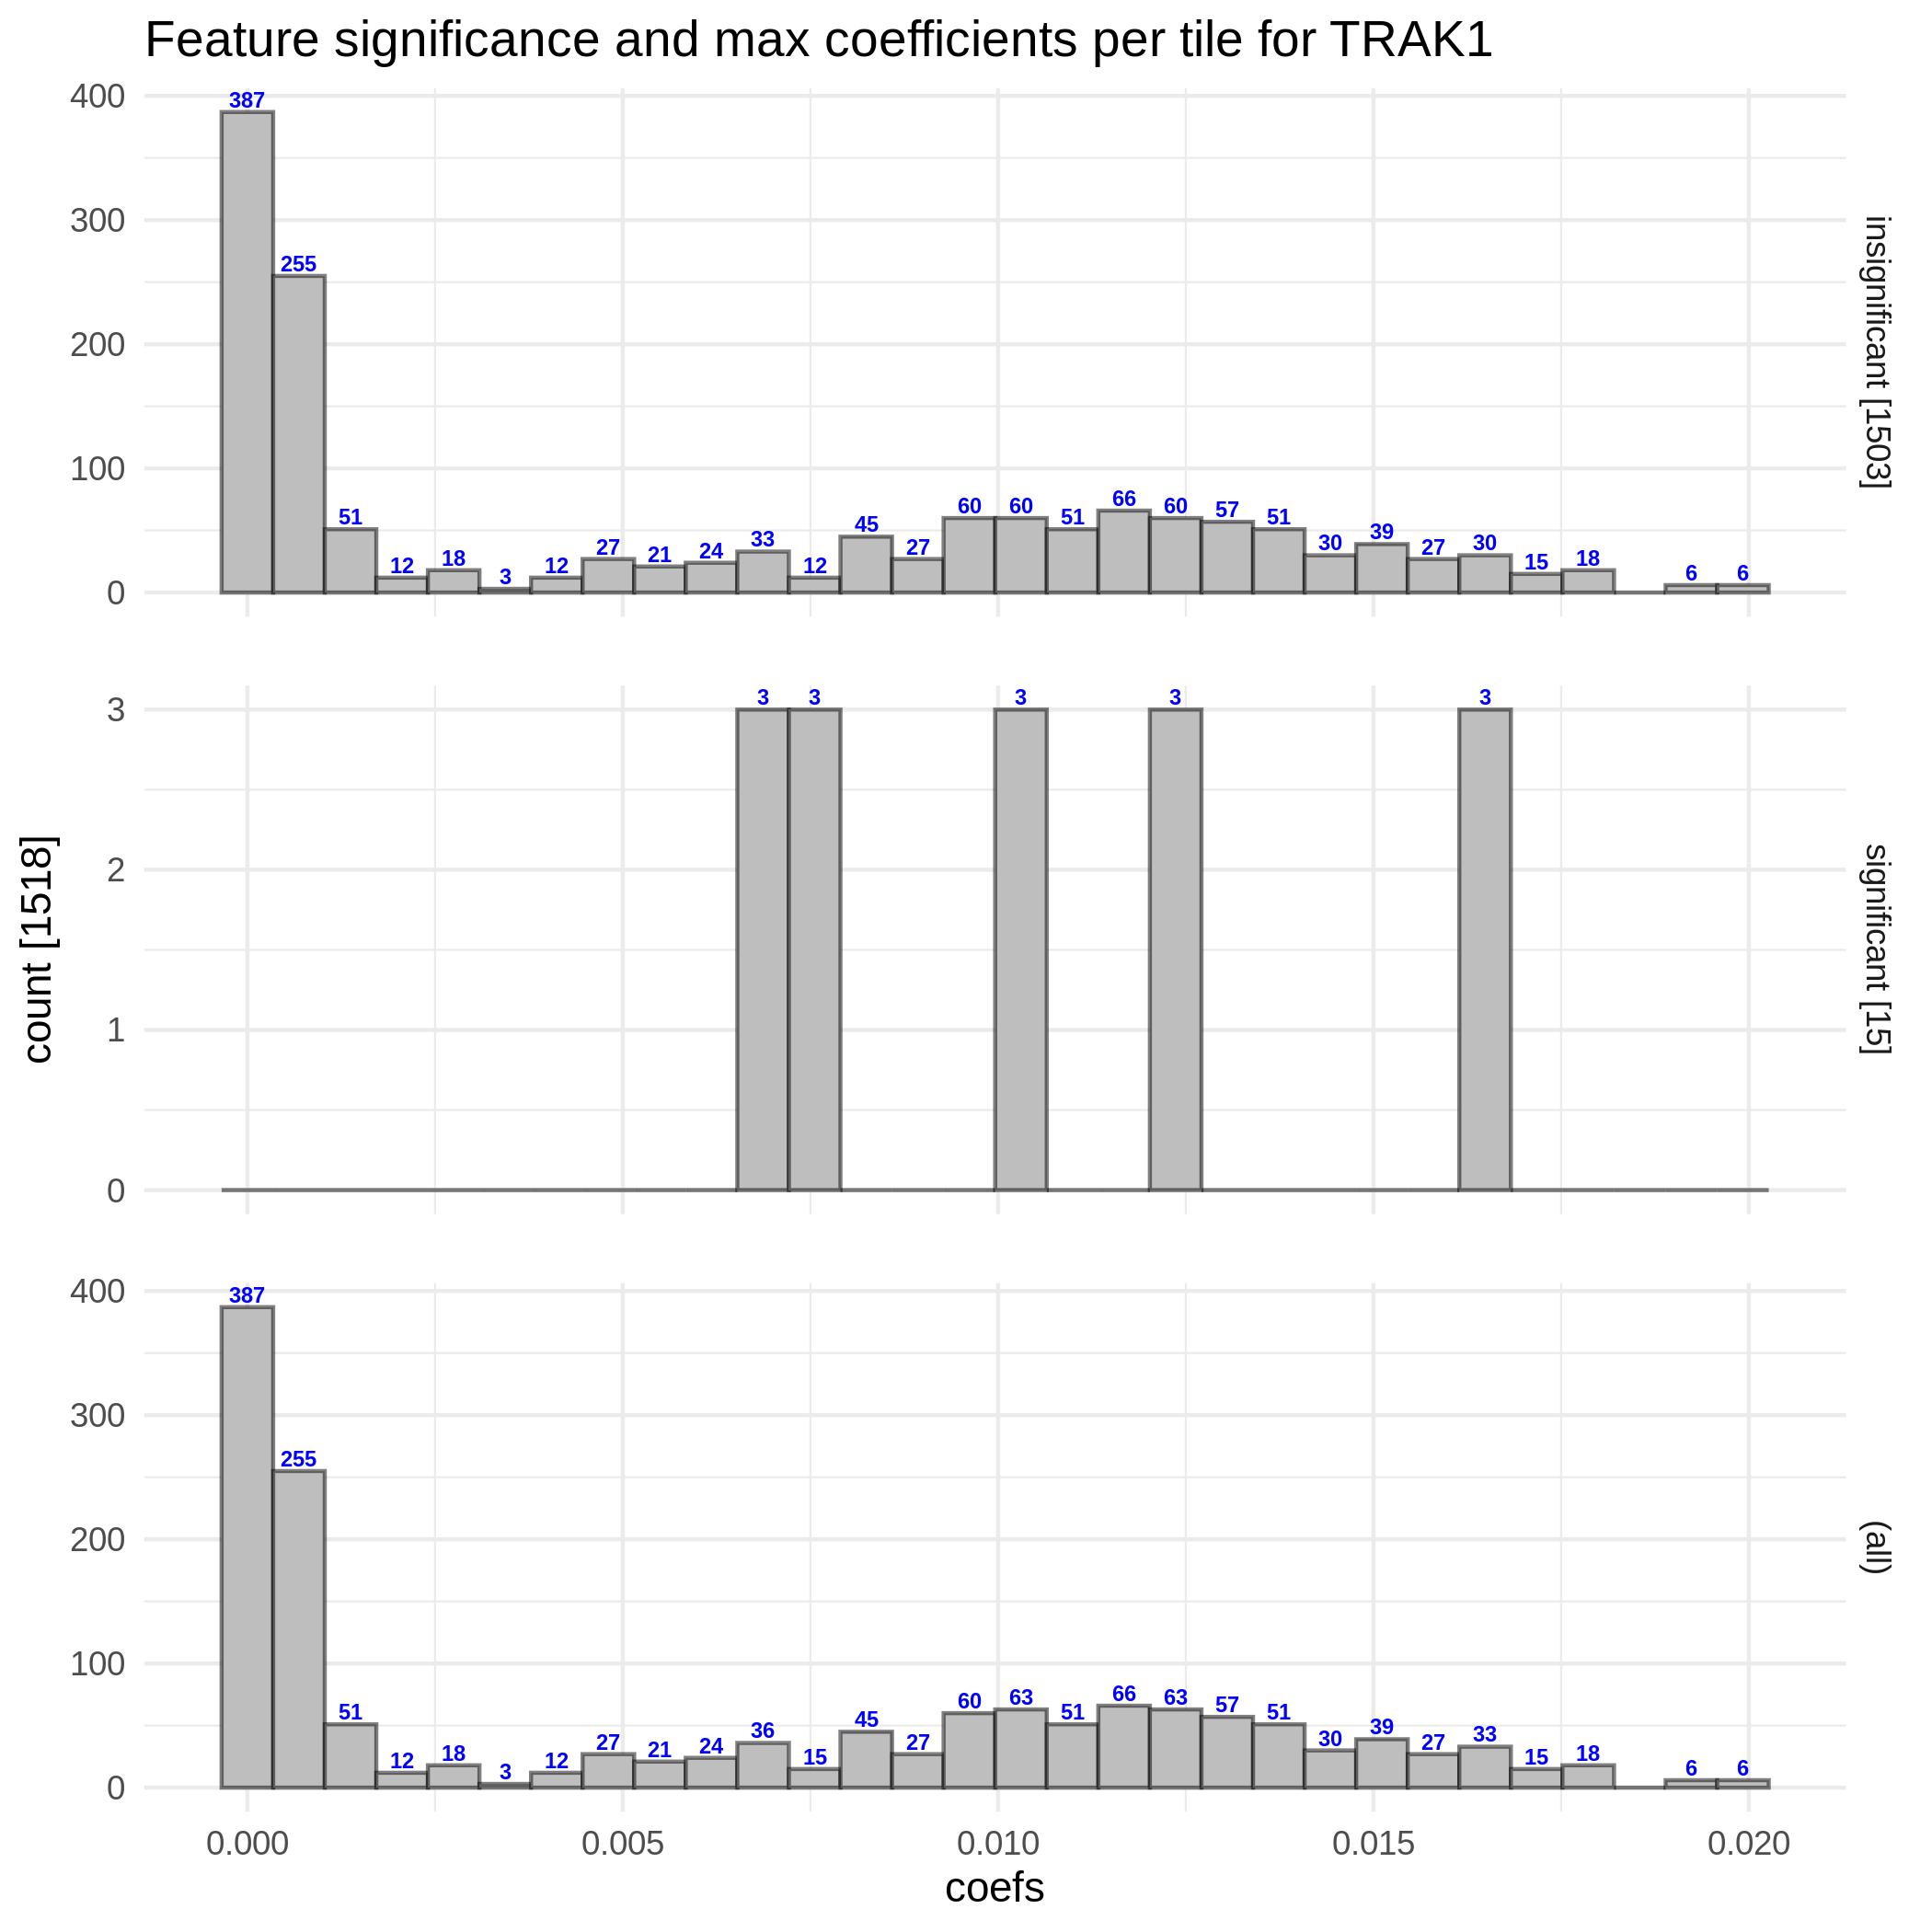 Feature significance and max coefficients per tile for TRAK1
400
300
200
100
0
387 255 51 12 18 3 12 27 21 24 33 12 45 27 60 60 51 66 60 57 51 30 39 27 30 15 18 6 6
insignificant [1503]
count [1518]
3
2
1
0
3 3 3 3 3
significant [15]
400
300
200
100
0
387 255 51 12 18 3 12 27 21 24 36 15 45 27 60 63 51 66 63 57 51 30 39 27 33 15 18 6 6
(all)
0.000 0.005 0.010 0.015 0.020
coefs